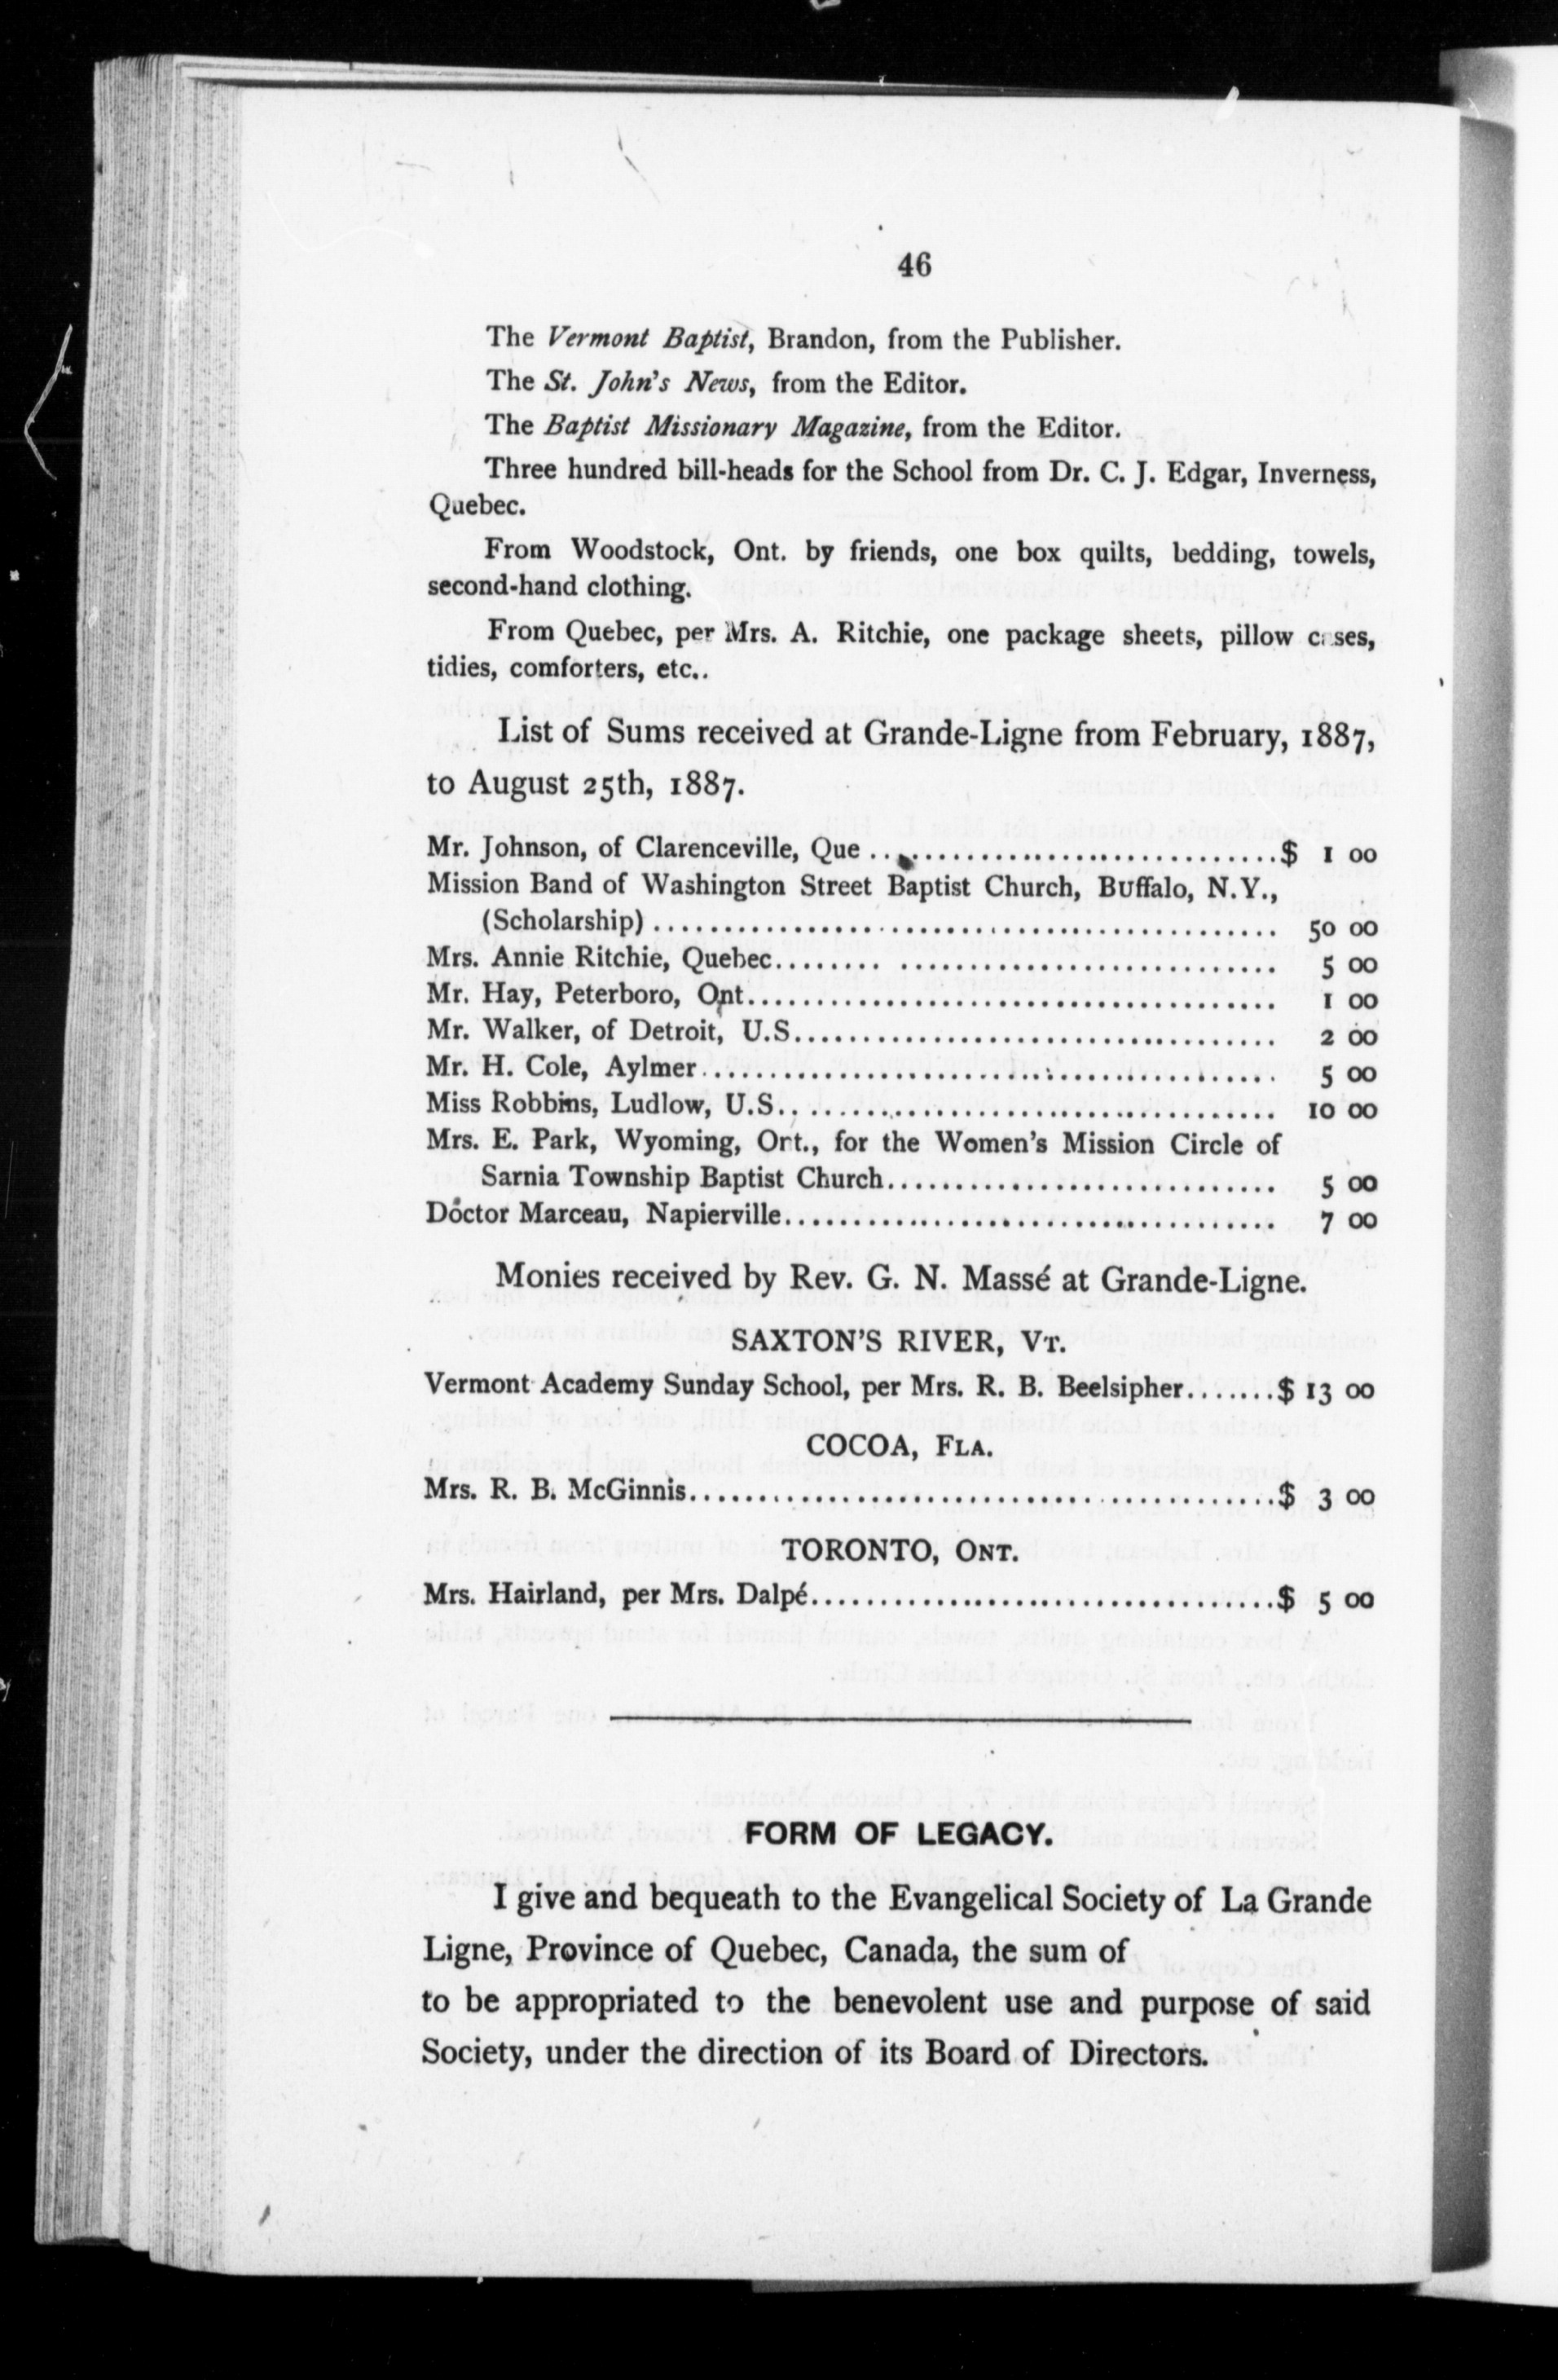 46
The Vermont Baptist, Brandon, from the Publisher.
The St. John's News, from the Editor.
The Baptist Missionary Magazine, from the Editor.
Three hundred bill-heads for the School from Dr. C. J. Edgar, Inverness,
Quebec.
From Woodstock, Ont. by friends, one box quilts, bedding, towels,
second-hand clothing.
From Quebec, per Mrs. A. Ritchie, one package sheets, pillow cases,
tidies, comforters, etc..
List of Sums received at Grande-Ligne from February, 1887,
to August 25th, 1887.
Mr. Johnson, of Clarenceville, Que ................................$ 1 00
Mission Band of Washington Street Baptist Church, Buffalo, N.Y.,
(Scholarship) .............................................. 50 00
Mrs. Annie Ritchie, Quebec........ ............................ 5 00
Mr. Hay, Peterboro, Ont....................................... 1 00
Mr. Walker, of Detroit, U.S................................... 2 00
Mr. H. Cole, Aylmer.......................................... 5 00
Miss Robbins, Ludlow, U.S.................................... 10 00
Mrs. E. Park, Wyoming, Ont., for the Women's Mission Circle of
Sarnia Township Baptist Church............................. 5 00
Doctor Marceau, Napierville.................................... 7 00
Monies received by Rev. G. N. Massé at Grande-Ligne.
SAXTON'S RIVER, VT.
Vermont Academy Sunday School, per Mrs. R. B. Beelsipher.......$ 13 00
COCOA, FLA.
Mrs. R. B. McGinnis...........................................$ 3 00
TORONTO, ONT.
Mrs. Hairland, per Mrs. Dalpé..................................$ 5 00
FORM OF LEGACY.
I give and bequeath to the Evangelical Society of La Grande
Ligne, Province of Quebec, Canada, the sum of
to be appropriated to the benevolent use and purpose of said
Society, under the direction of its Board of Directors.